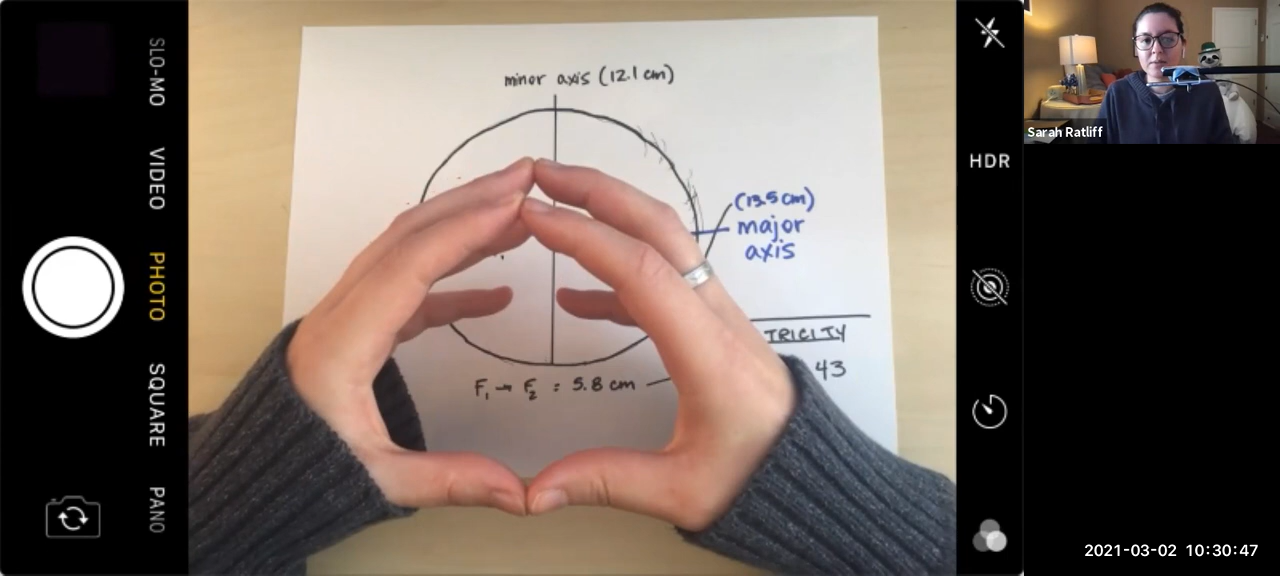 SLO-MO
VIDEO
PHOTO
SQUARE
PANO
minor axis (12.1 cm)
(13.5 cm)
major
axis
TRICITY
43
F₁ → F₂ = 5.8 cm
HDR
Sarah Ratliff
2021-03-02 10:30:47